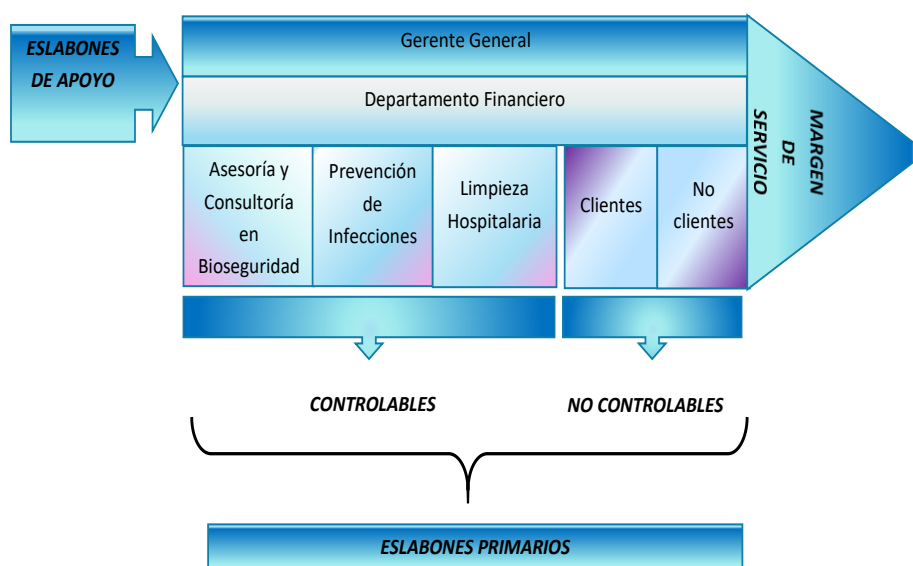 ESLABONES
DE APOYO
Gerente General
Departamento Financiero
Asesoría y
Consultoría
en
Bioseguridad
Prevención
de
Infecciones
Limpieza
Hospitalaria
Clientes
No
clientes
MARGEN
DE
SERVICIO
CONTROLABLES
NO CONTROLABLES
ESLABONES PRIMARIOS